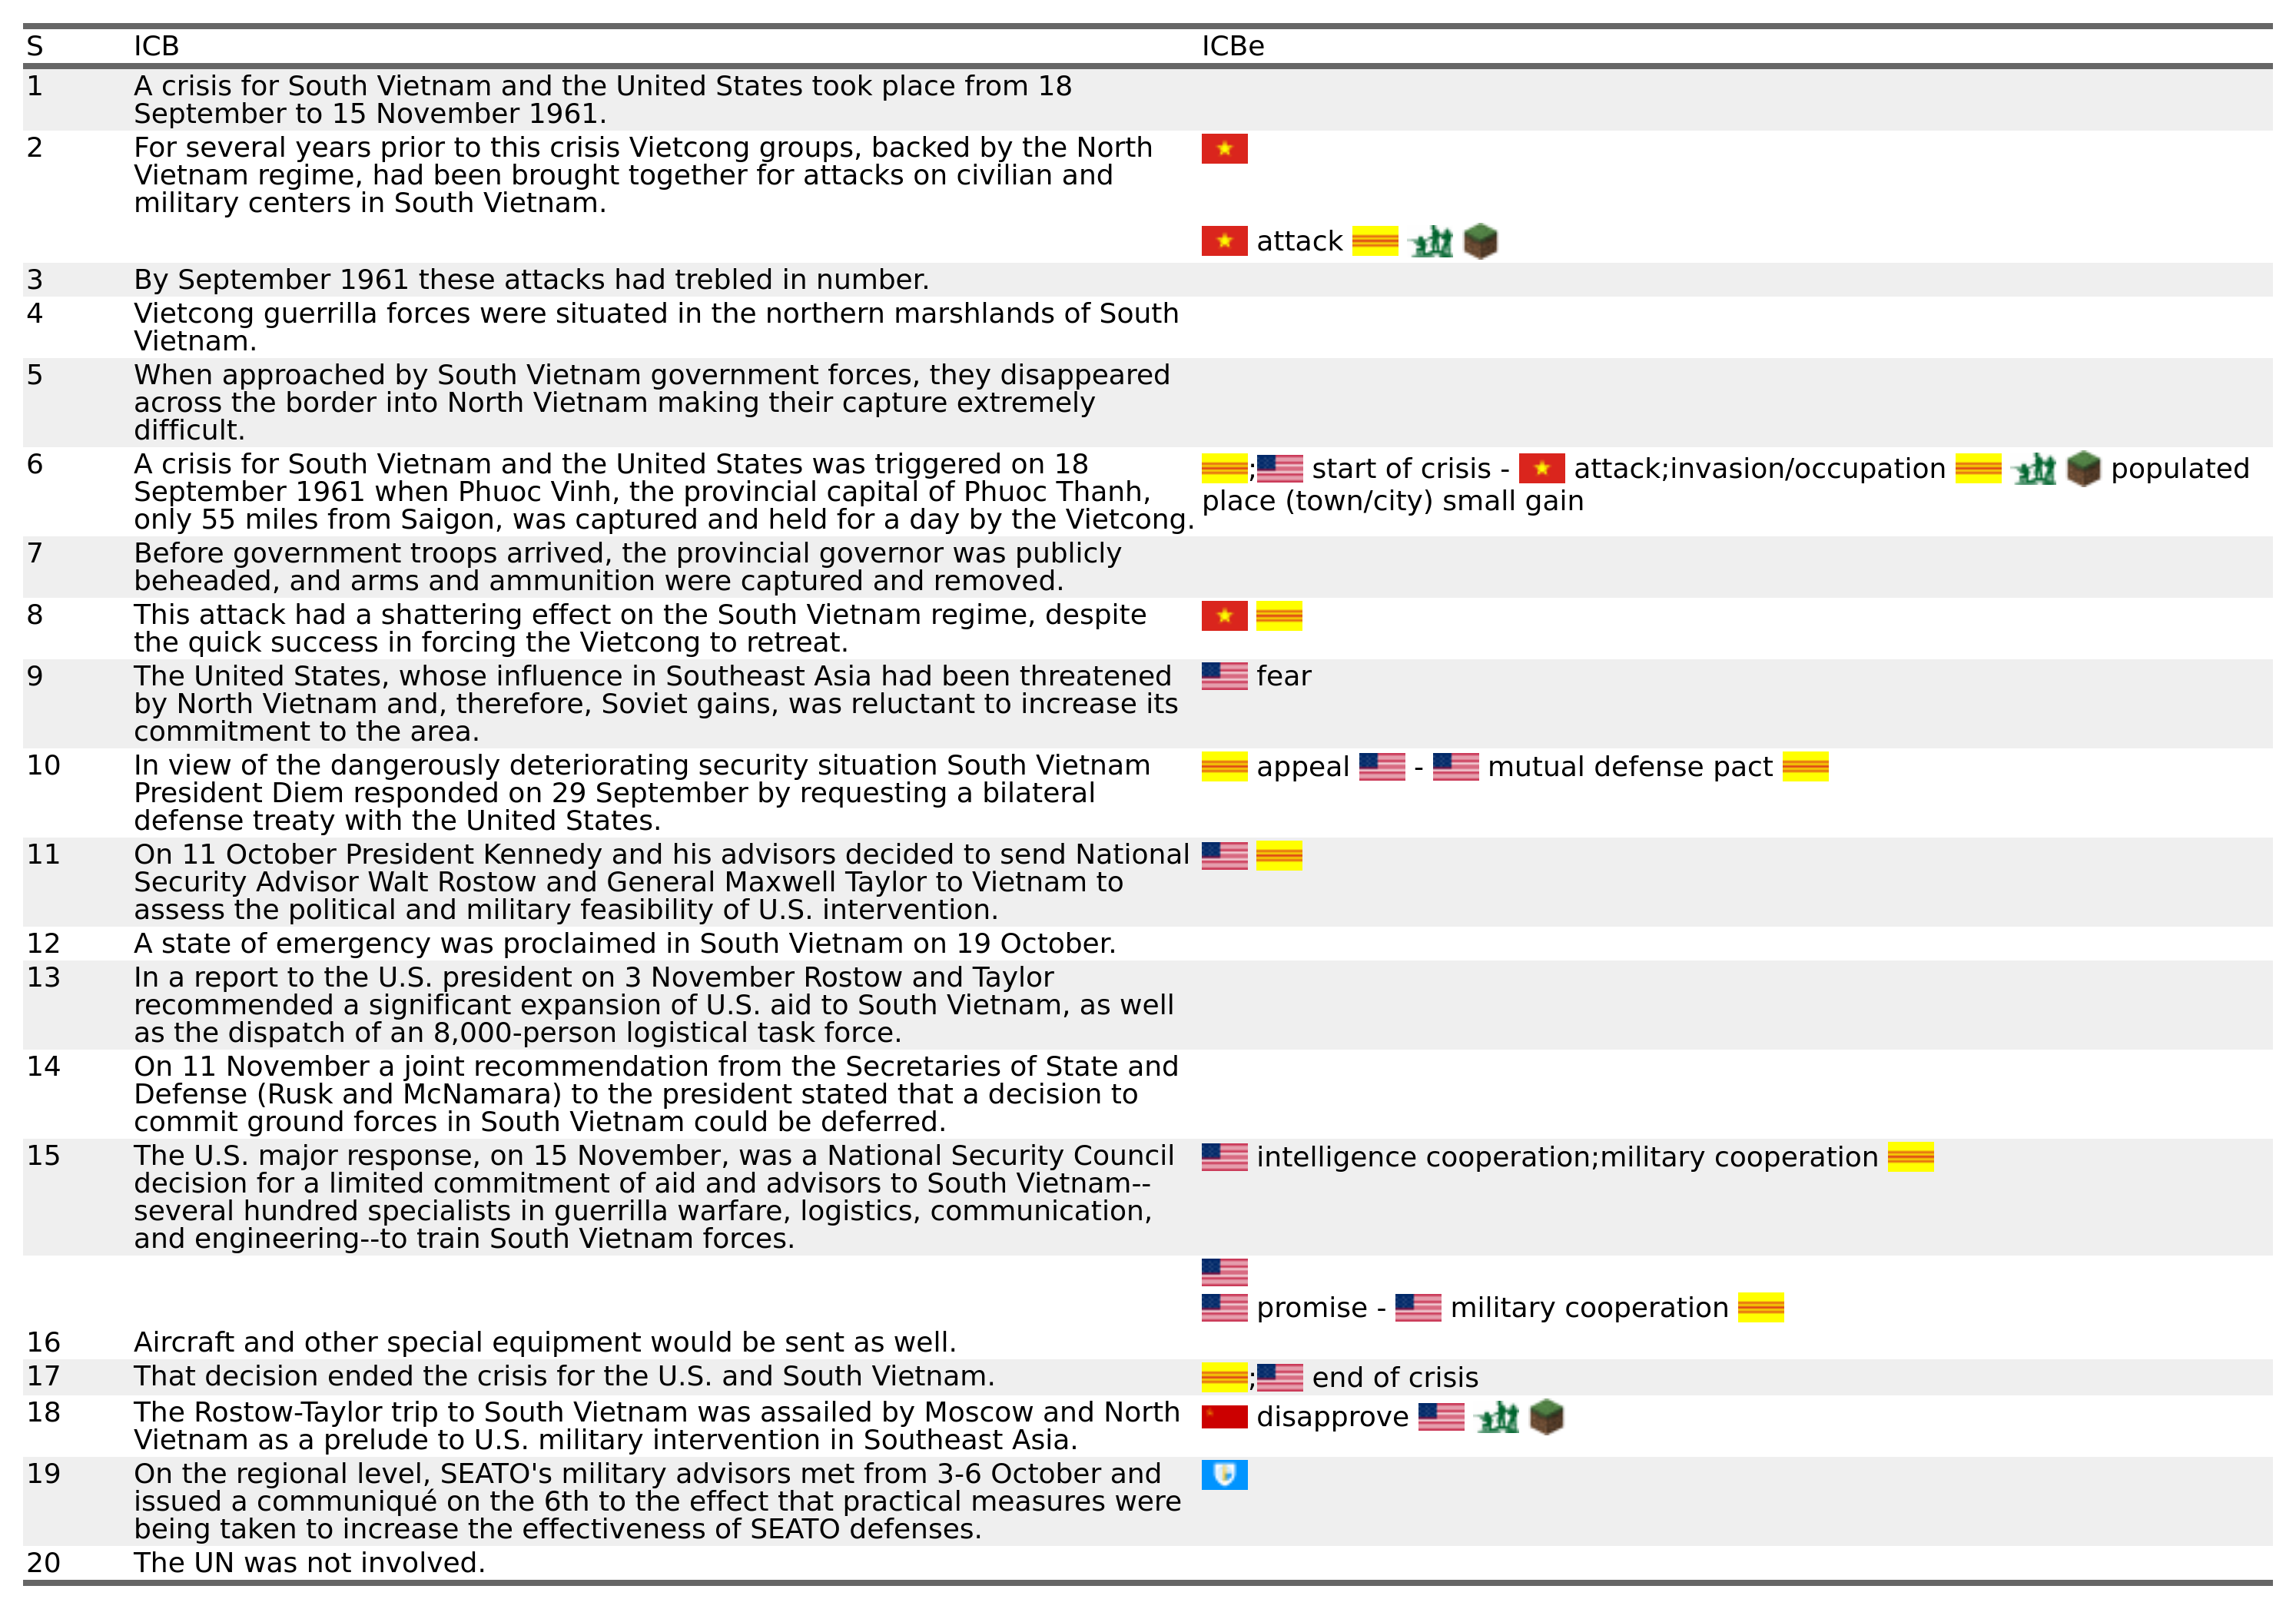 S ICB ICBe
1 A crisis for South Vietnam and the United States took place from 18
September to 15 November 1961.
2 For several years prior to this crisis Vietcong groups, backed by the North
Vietnam regime, had been brought together for attacks on civilian and
military centers in South Vietnam.
attack
3 By September 1961 these attacks had trebled in number.
4 Vietcong guerrilla forces were situated in the northern marshlands of South
Vietnam.
5 When approached by South Vietnam government forces, they disappeared
across the border into North Vietnam making their capture extremely
difficult.
6 A crisis for South Vietnam and the United States was triggered on 18
September 1961 when Phuoc Vinh, the provincial capital of Phuoc Thanh,
only 55 miles from Saigon, was captured and held for a day by the Vietcong.
; start of crisis - attack;invasion/occupation populated
place (town/city) small gain
7 Before government troops arrived, the provincial governor was publicly
beheaded, and arms and ammunition were captured and removed.
8 This attack had a shattering effect on the South Vietnam regime, despite
the quick success in forcing the Vietcong to retreat.
9 The United States, whose influence in Southeast Asia had been threatened
by North Vietnam and, therefore, Soviet gains, was reluctant to increase its
commitment to the area.
fear
10 In view of the dangerously deteriorating security situation South Vietnam
President Diem responded on 29 September by requesting a bilateral
defense treaty with the United States.
appeal - mutual defense pact
11 On 11 October President Kennedy and his advisors decided to send National
Security Advisor Walt Rostow and General Maxwell Taylor to Vietnam to
assess the political and military feasibility of U.S. intervention.
12 A state of emergency was proclaimed in South Vietnam on 19 October.
13 In a report to the U.S. president on 3 November Rostow and Taylor
recommended a significant expansion of U.S. aid to South Vietnam, as well
as the dispatch of an 8,000-person logistical task force.
14 On 11 November a joint recommendation from the Secretaries of State and
Defense (Rusk and McNamara) to the president stated that a decision to
commit ground forces in South Vietnam could be deferred.
15 The U.S. major response, on 15 November, was a National Security Council
decision for a limited commitment of aid and advisors to South Vietnam--
several hundred specialists in guerrilla warfare, logistics, communication,
and engineering--to train South Vietnam forces.
intelligence cooperation;military cooperation
promise - military cooperation
16 Aircraft and other special equipment would be sent as well.
17 That decision ended the crisis for the U.S. and South Vietnam.
; end of crisis
18 The Rostow-Taylor trip to South Vietnam was assailed by Moscow and North
Vietnam as a prelude to U.S. military intervention in Southeast Asia.
disapprove
19 On the regional level, SEATO's military advisors met from 3-6 October and
issued a communiqué on the 6th to the effect that practical measures were
being taken to increase the effectiveness of SEATO defenses.
20 The UN was not involved.